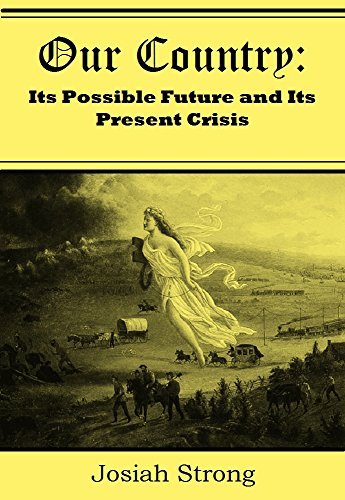 Our Country:
Its Possible Future and Its
Present Crisis
Josiah Strong